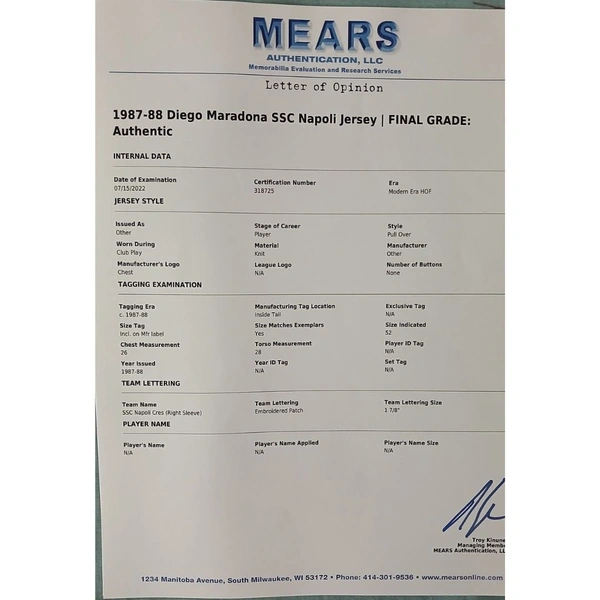 MEARS
AUTHENTICATION, LLC
Memorabilia Evaluation and Research Services
Letter of Opinion
1987-88 Diego Maradona SSC Napoli Jersey | FINAL GRADE:
Authentic
INTERNAL DATA
Date of Examination Certification Number Era
07/15/2022 318725 Modern Era HOF
JERSEY STYLE
Issued As Stage of Career Style
Other Player Pull Over
Worn During Material Manufacturer
Club Play Knit Other
Manufacturer's Logo League Logo Number of Buttons
Chest N/A None
TAGGING EXAMINATION
Tagging Era Manufacturing Tag Location Exclusive Tag
c. 1987-88 Inside Tail N/A
Size Tag Size Matches Exemplars Size Indicated
Incl. on Mfr label Yes 52
Chest Measurement Torso Measurement Player ID Tag
26 28 N/A
Year Issued Year ID Tag Set Tag
1987-88 N/A N/A
TEAM LETTERING
Team Name Team Lettering Team Lettering Size
SSC Napoli Cres (Right Sleeve) Embroidered Patch 1 7/8"
PLAYER NAME
Player's Name Player's Name Applied Player's Name Size
N/A N/A N/A
Troy Kinune
Managing Membe
MEARS Authentication, LL
1234 Manitoba Avenue, South Milwaukee, WI 53172 • Phone: 414-301-9536 • www.mearsonline.com